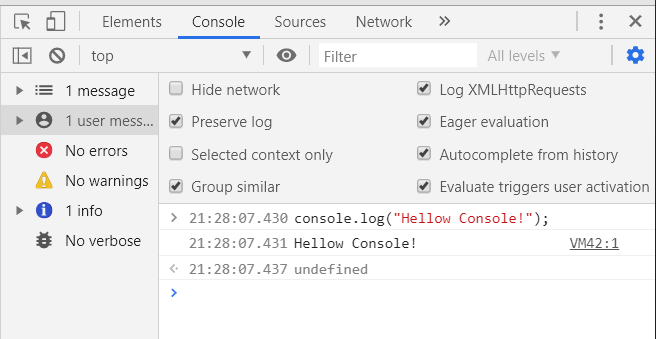 Elements Console Sources Network »
top Filter All levels
1 message
1 user mess...
No errors
No warnings
1 info
No verbose
Hide network Log XMLHttpRequests
Preserve log Eager evaluation
Selected context only Autocomplete from history
Group similar Evaluate triggers user activation
> 21:28:07.430 console.log("Hellow Console!");
21:28:07.431 Hellow Console! VM42:1
21:28:07.437 undefined
>